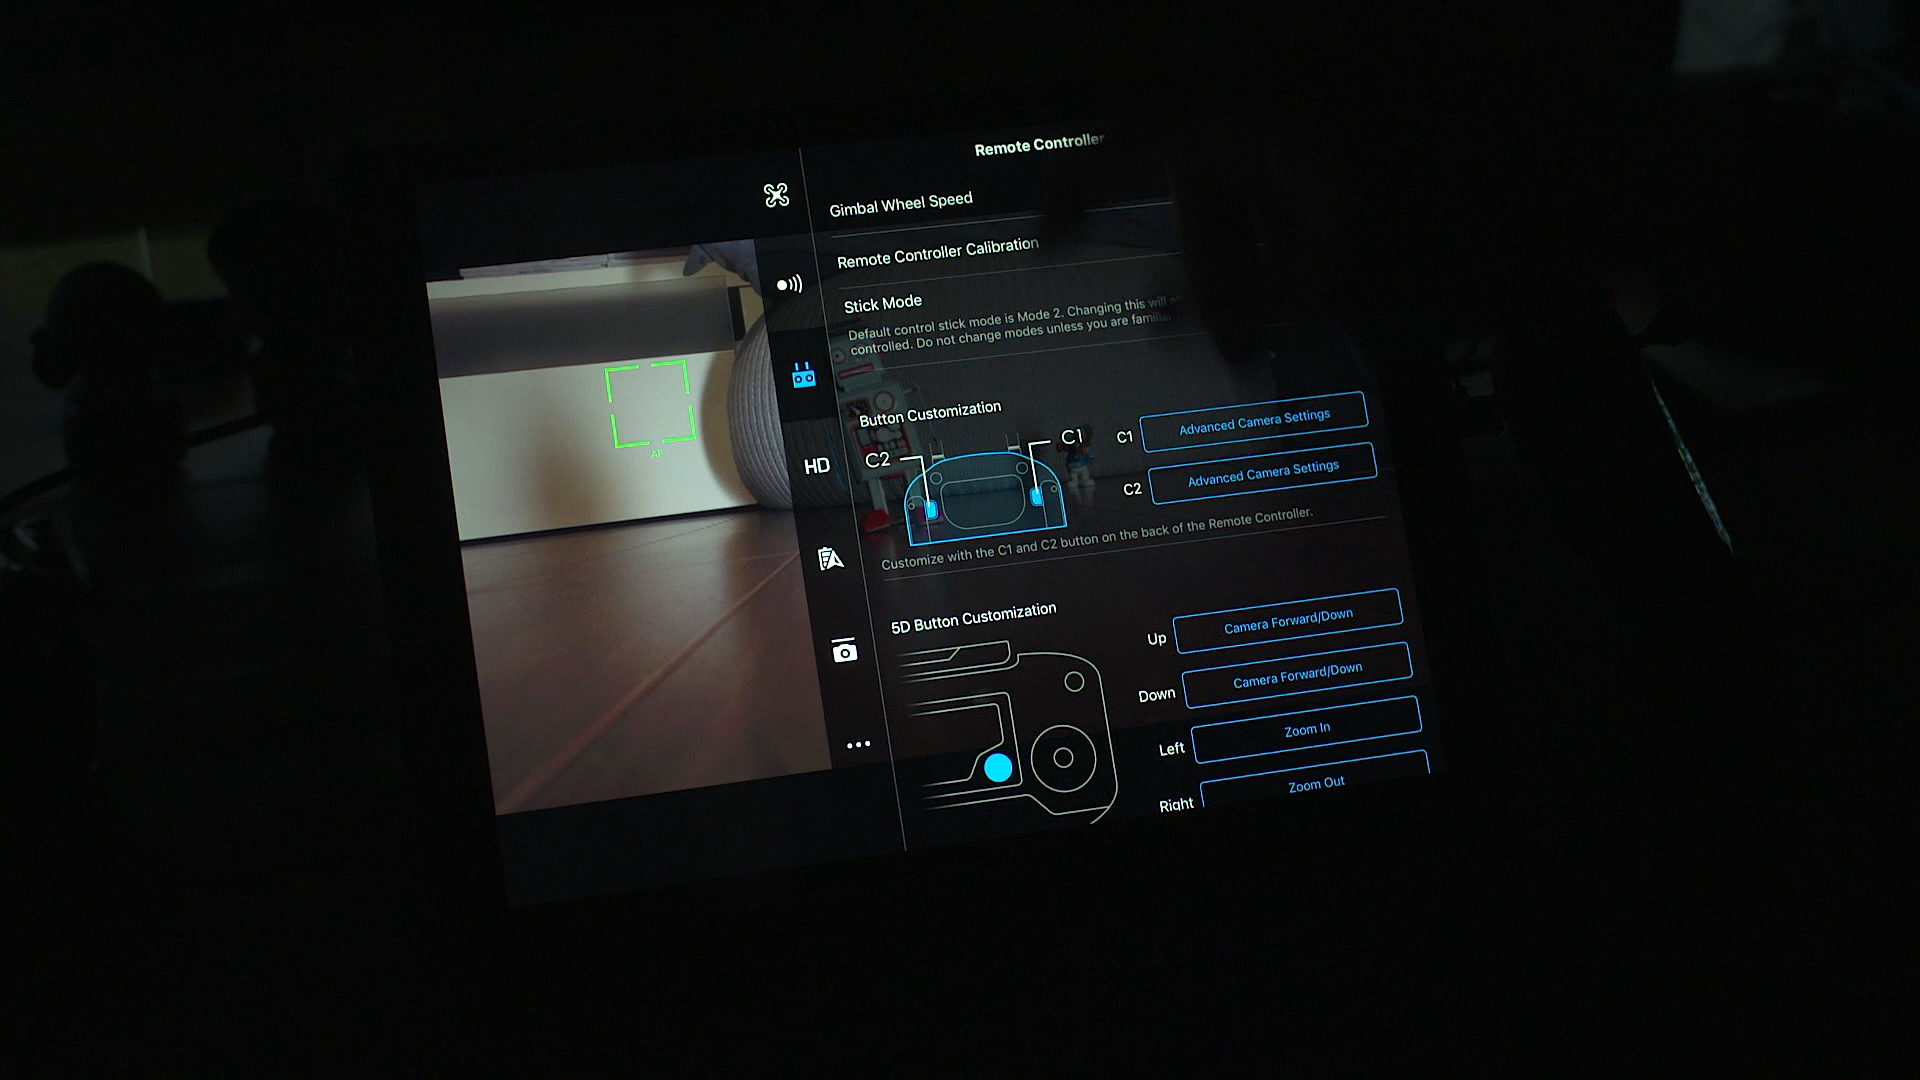 Remote Controller
Gimbal Wheel Speed
Remote Controller Calibration
Stick Mode
Default control stick mode is Mode 2. Changing this will
controlled. Do not change modes unless you are
Button Customization
C1
C2
C1 Advanced Camera Settings
C2 Advanced Camera Settings
Customize with the C1 and C2 button on the back of the Remote Controller.
5D Button Customization
Up Camera Forward/Down
Down Camera Forward/Down
Left Zoom In
Right Zoom Out
HD
AF